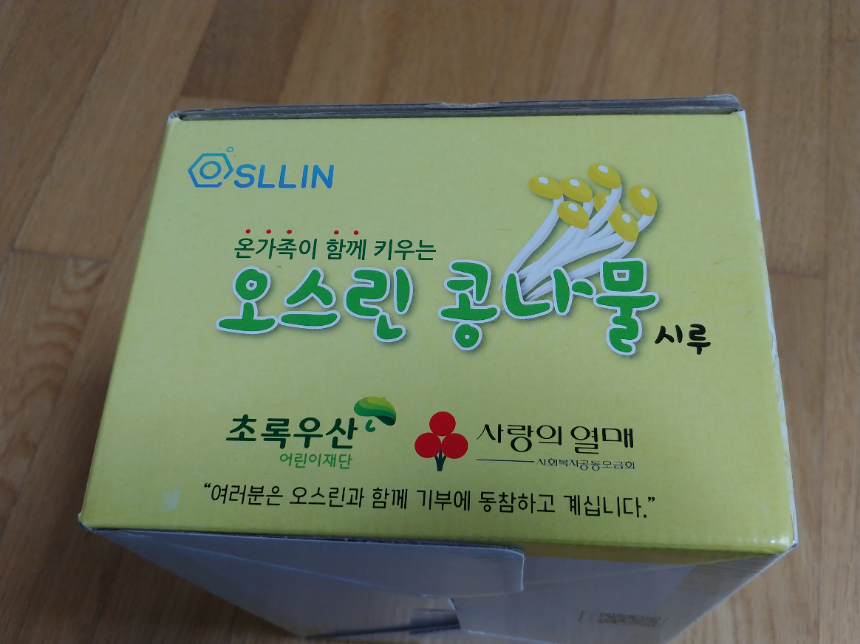 OSLLIN
온가족이 함께 키우는
오스린 콩나물 시루
초록우산
어린이재단
사랑의열매
사회복지공동모금회
“여러분은 오스린과 함께 기부에 동참하고 계십니다.”